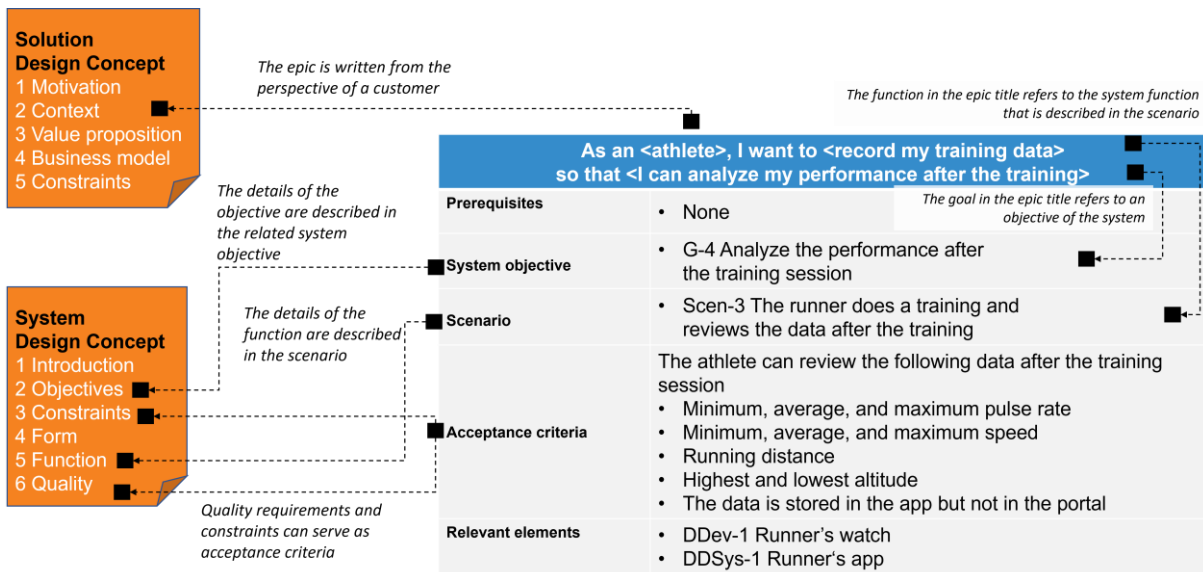 Solution
Design Concept
1 Motivation
2 Context
3 Value proposition
4 Business model
5 Constraints
The epic is written from the
perspective of a customer
The function in the epic title refers to the system function
that is described in the scenario
As an <athlete>, I want to <record my training data>
so that <I can analyze my performance after the training>
The goal in the epic title refers to an
objective of the system
The details of the
objective are described in
the related system
objective
Prerequisites
• None
System objective
• G-4 Analyze the performance after
the training session
Scenario
• Scen-3 The runner does a training and
reviews the data after the training
System
Design Concept
1 Introduction
2 Objectives
3 Constraints
4 Form
5 Function
6 Quality
The details of the
function are described
in the scenario
Acceptance criteria
The athlete can review the following data after the training
session
• Minimum, average, and maximum pulse rate
• Minimum, average, and maximum speed
• Running distance
• Highest and lowest altitude
• The data is stored in the app but not in the portal
Quality requirements and
constraints can serve as
acceptance criteria
Relevant elements
• DDev-1 Runner’s watch
• DDSys-1 Runner‘s app